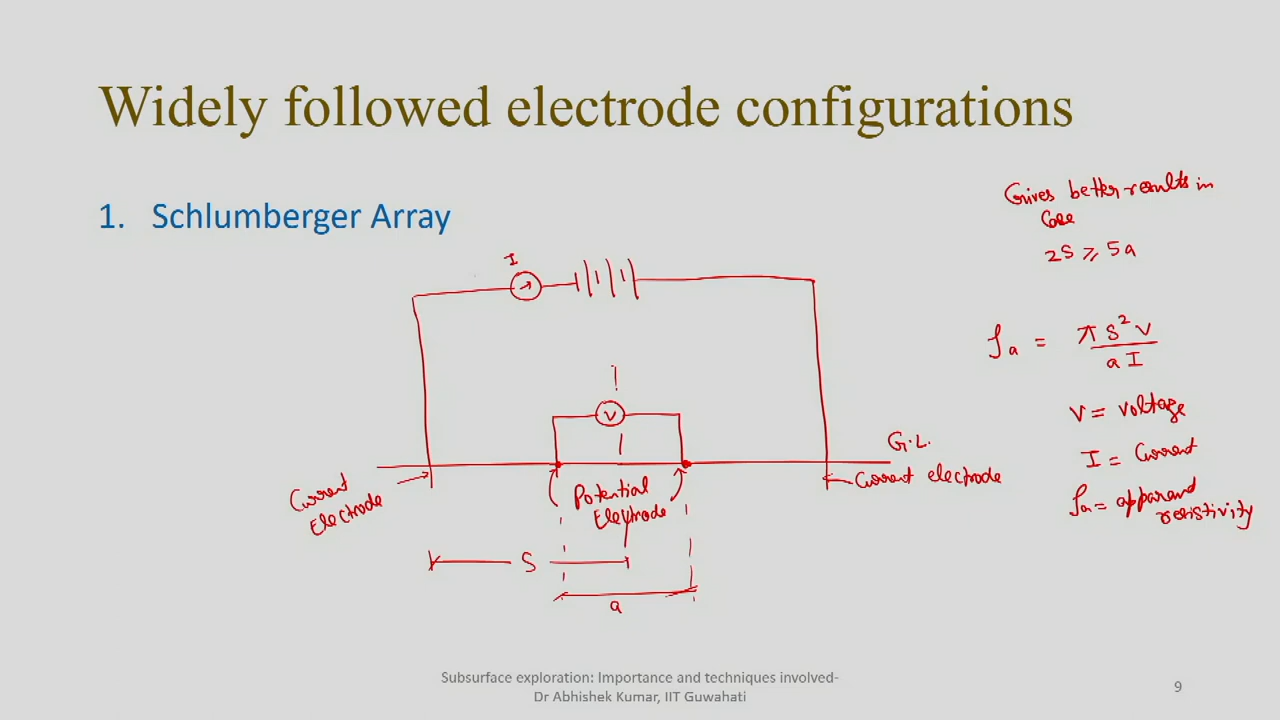 Widely followed electrode configurations
1. Schlumberger Array
Gives better results in
Case
2S ≥ 5a
I
ρa = πS²V / aI
V
V = Voltage
I = Current
ρa = apparand
resistivity
G.L.
Current electrode
Current
Electrode
Potential
Electrode
S
a
Subsurface exploration: Importance and techniques involved-
Dr Abhishek Kumar, IIT Guwahati
9